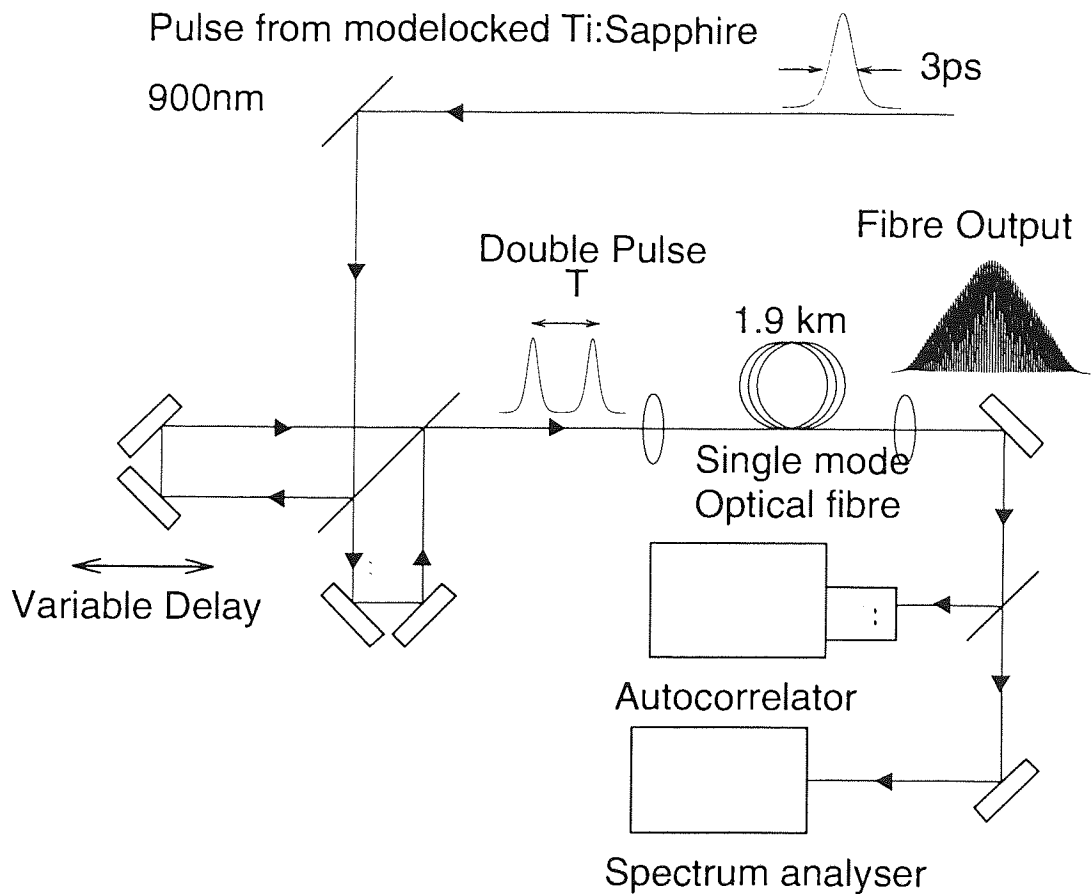 Pulse from modelocked Ti:Sapphire
900nm
3ps
Fibre Output
Double Pulse
T
1.9 km
Single mode
Optical fibre
Variable Delay
Autocorrelator
Spectrum analyser